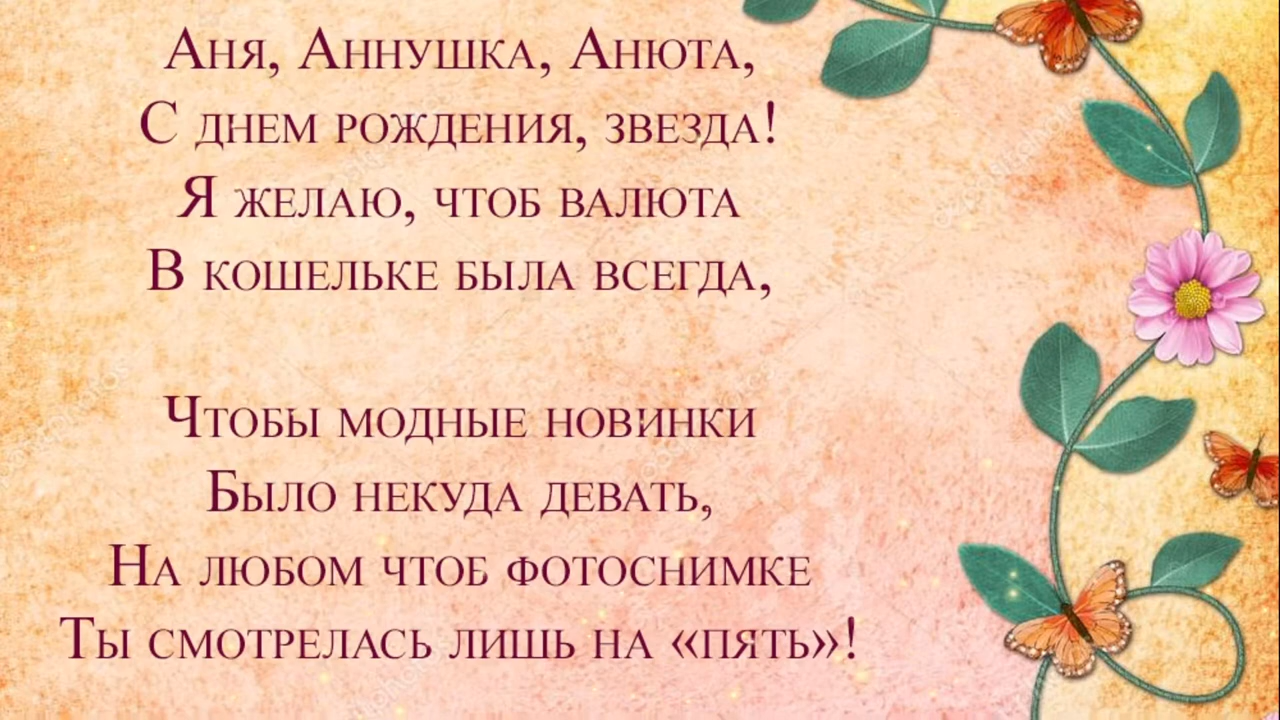 Аня, Аннушка, Анюта,
С днем рождения, звезда!
Я желаю, чтоб валюта
В кошельке была всегда,
Чтобы модные новинки
Было некуда девать,
На любом чтоб фотоснимке
Ты смотрелась лишь на «пять»!